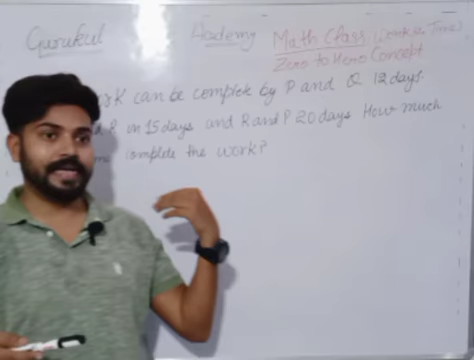 Gurukul Academy Math Class (Work & Time)
Zero to Hero Concept
can be complete by P and Q 12 days.
R in 15 days and R and P 20 days How much
complete the work?